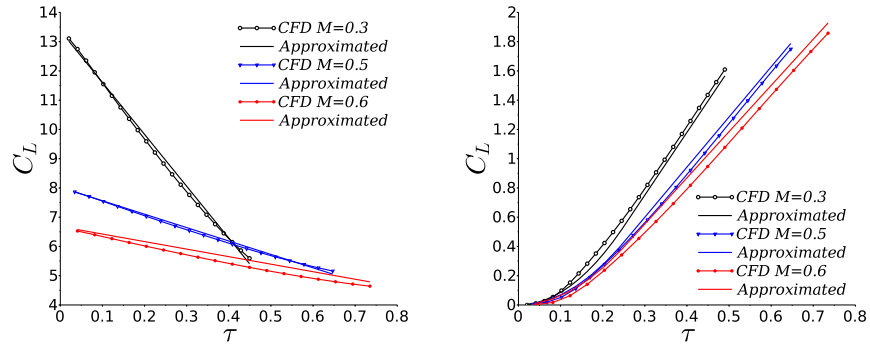 14
13
12
11
10
9
8
7
6
5
4
C_L
0 0.1 0.2 0.3 0.4 0.5 0.6 0.7 0.8
τ
CFD M=0.3
Approximated
CFD M=0.5
Approximated
CFD M=0.6
Approximated
2
1.8
1.6
1.4
1.2
1
0.8
0.6
0.4
0.2
0
C_L
0 0.1 0.2 0.3 0.4 0.5 0.6 0.7 0.8
τ
CFD M=0.3
Approximated
CFD M=0.5
Approximated
CFD M=0.6
Approximated